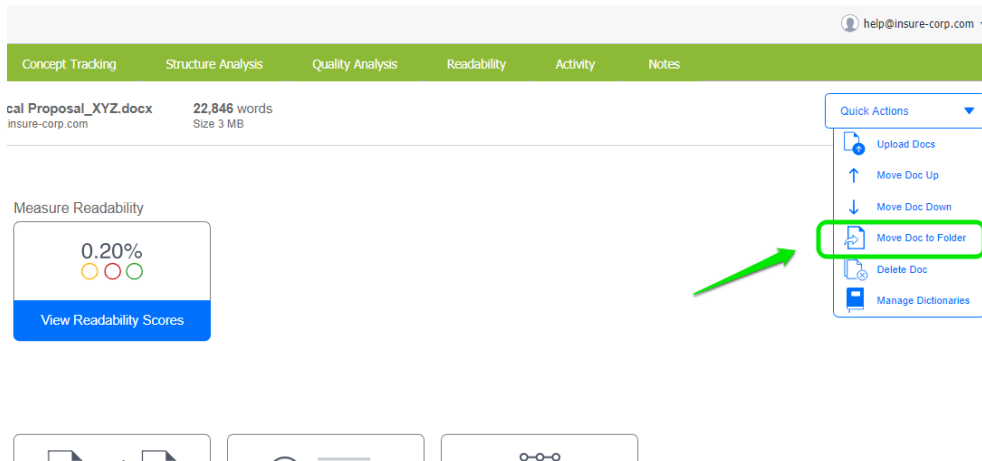 help@insure-corp.com
Concept Tracking Structure Analysis Quality Analysis Readability Activity Notes
cal Proposal_XYZ.docx 22,846 words
insure-corp.com Size 3 MB
Quick Actions
Upload Docs
Move Doc Up
Move Doc Down
Move Doc to Folder
Delete Doc
Manage Dictionaries
Measure Readability
0.20%
View Readability Scores